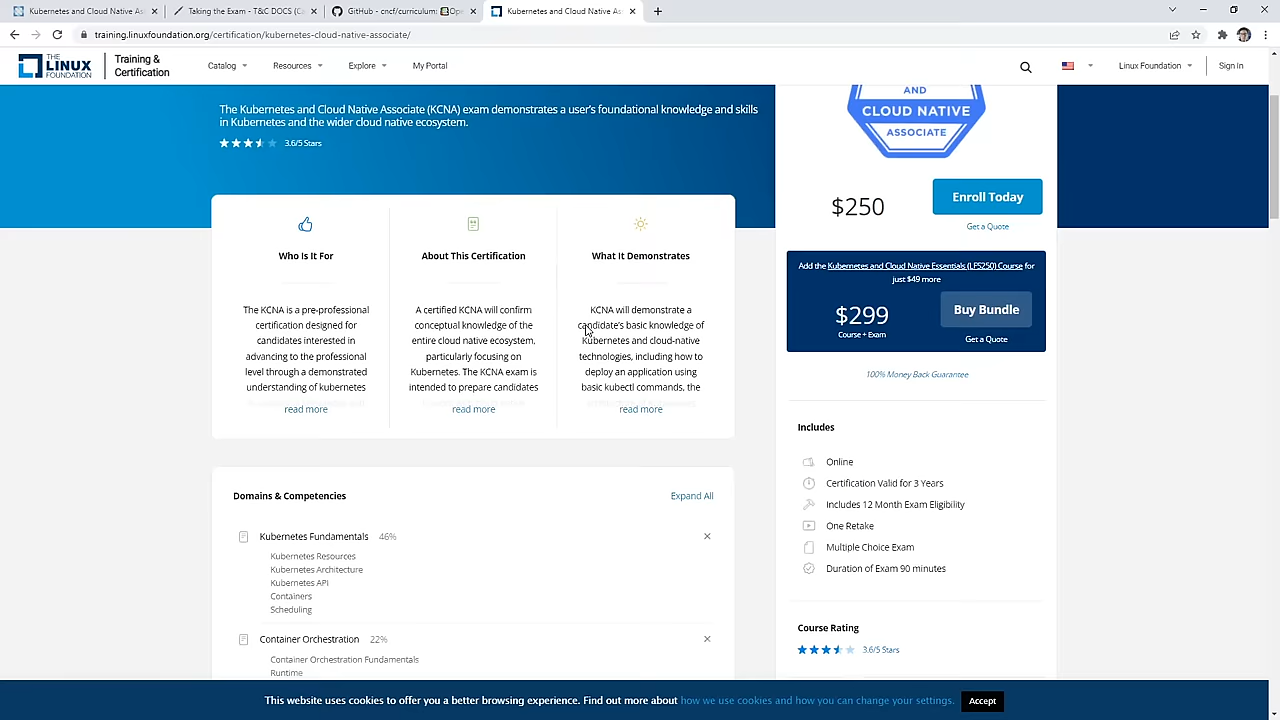 Kubernetes and Cloud Native As
Taking the Exam - T&C DOCS (C
GitHub - cncf/curriculum:
Kubernetes and Cloud Native As
training.linuxfoundation.org/certification/kubernetes-cloud-native-associate/
THE
LINUX
FOUNDATION
Training &
Certification
Catalog
Resources
Explore
My Portal
Linux Foundation
Sign In
The Kubernetes and Cloud Native Associate (KCNA) exam demonstrates a user's foundational knowledge and skills
in Kubernetes and the wider cloud native ecosystem.
3.6/5 Stars
AND
CLOUD NATIVE
ASSOCIATE
$250
Enroll Today
Get a Quote
Who Is It For
The KCNA is a pre-professional
certification designed for
candidates interested in
advancing to the professional
level through a demonstrated
understanding of kubernetes
read more
About This Certification
A certified KCNA will confirm
conceptual knowledge of the
entire cloud native ecosystem,
particularly focusing on
Kubernetes. The KCNA exam is
intended to prepare candidates
read more
What It Demonstrates
KCNA will demonstrate a
candidate's basic knowledge of
Kubernetes and cloud-native
technologies, including how to
deploy an application using
basic kubectl commands, the
read more
Add the Kubernetes and Cloud Native Essentials (LFS250) Course for
just $49 more
$299
Course + Exam
Buy Bundle
Get a Quote
100% Money Back Guarantee
Includes
Online
Certification Valid for 3 Years
Includes 12 Month Exam Eligibility
One Retake
Multiple Choice Exam
Duration of Exam 90 minutes
Course Rating
3.6/5 Stars
Domains & Competencies
Expand All
Kubernetes Fundamentals 46%
Kubernetes Resources
Kubernetes Architecture
Kubernetes API
Containers
Scheduling
Container Orchestration 22%
Container Orchestration Fundamentals
Runtime
This website uses cookies to offer you a better browsing experience. Find out more about how we use cookies and how you can change your settings.
Accept